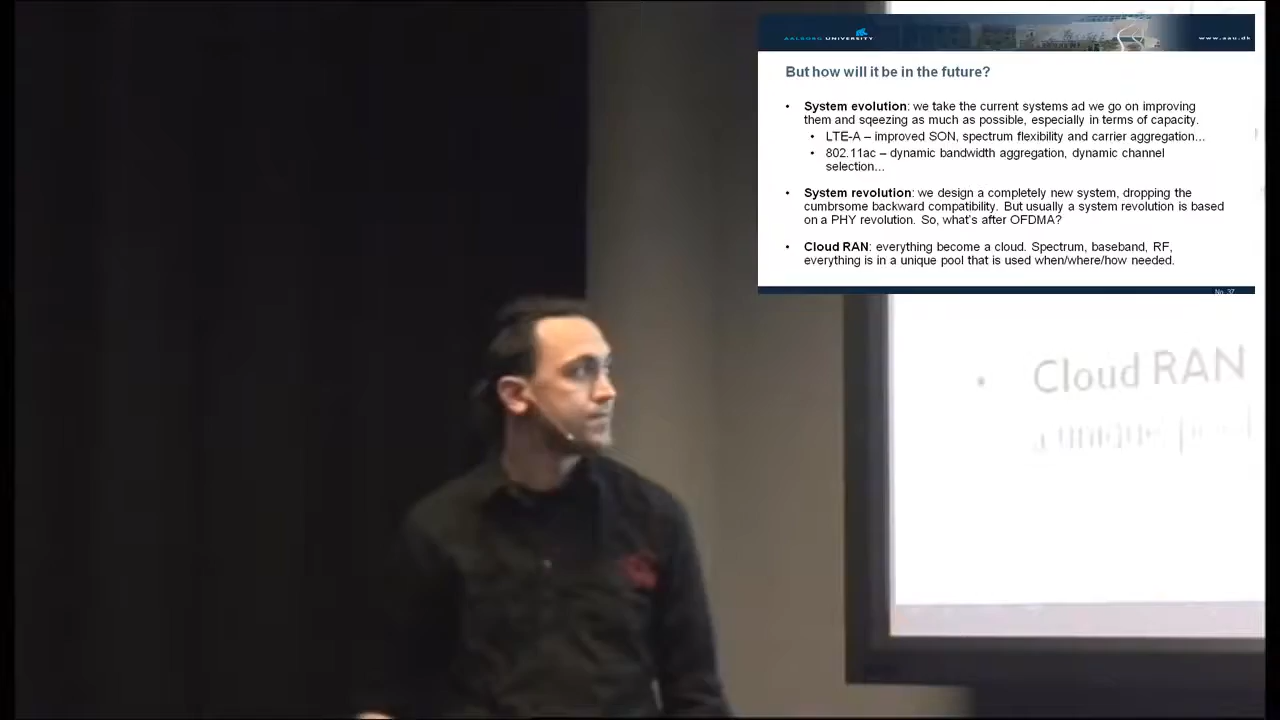 AALBORG UNIVERSITY
www.aau.dk
But how will it be in the future?
• System evolution: we take the current systems ad we go on improving
them and sqeezing as much as possible, especially in terms of capacity.
• LTE-A – improved SON, spectrum flexibility and carrier aggregation...
• 802.11ac – dynamic bandwidth aggregation, dynamic channel
selection...
• System revolution: we design a completely new system, dropping the
cumbrsome backward compatibility. But usually a system revolution is based
on a PHY revolution. So, what's after OFDMA?
• Cloud RAN: everything become a cloud. Spectrum, baseband, RF,
everything is in a unique pool that is used when/where/how needed.
No. 37
• Cloud RAN
a unique pool